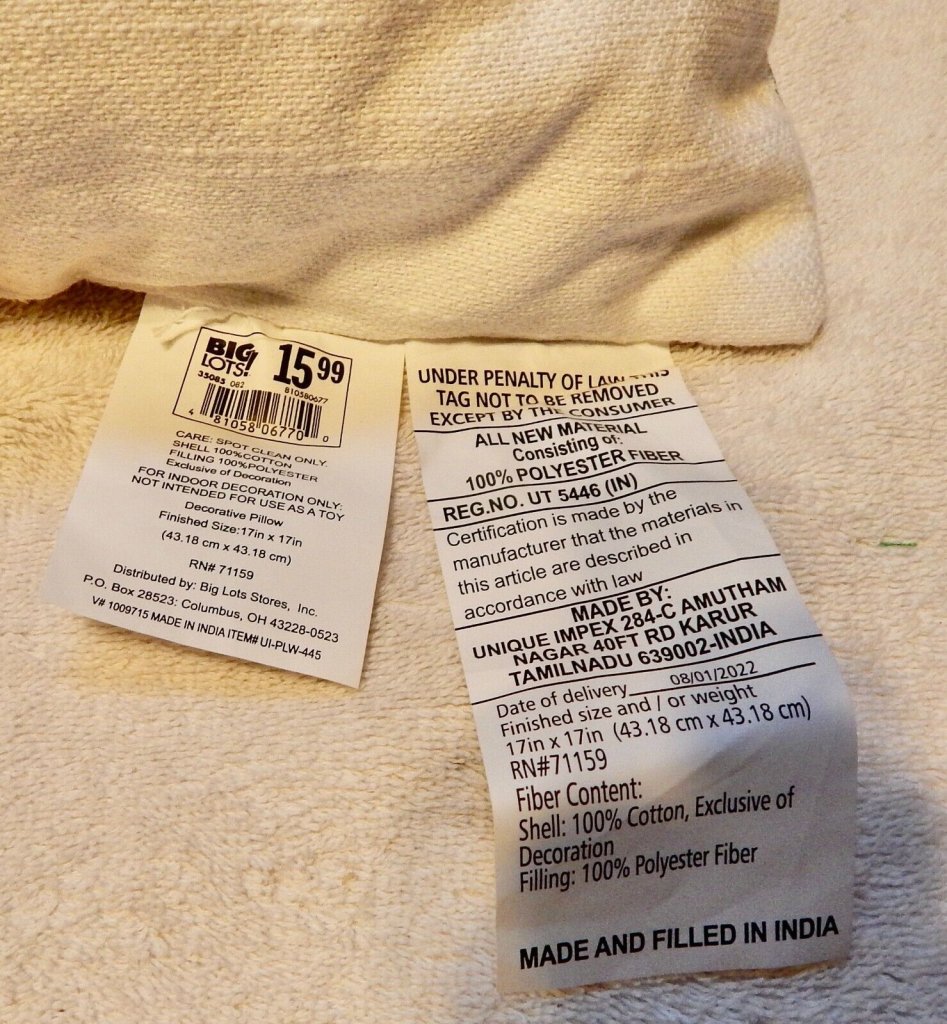 BIG LOTS! 15 99
35085 082 810580677
4 81058 06770 0
CARE: SPOT CLEAN ONLY.
SHELL 100%COTTON
FILLING 100%POLYESTER
Exclusive of Decoration
FOR INDOOR DECORATION ONLY:
NOT INTENDED FOR USE AS A TOY
Decorative Pillow
Finished Size:17in x 17in
(43.18 cm x 43.18 cm)
RN# 71159
Distributed by: Big Lots Stores, Inc.
P.O. Box 28523: Columbus, OH 43228-0523
V# 1009715 MADE IN INDIA ITEM# UI-PLW-445
UNDER PENALTY OF LAW THIS
TAG NOT TO BE REMOVED
EXCEPT BY THE CONSUMER
ALL NEW MATERIAL
Consisting of:
100% POLYESTER FIBER
REG.NO. UT 5446 (IN)
Certification is made by the
manufacturer that the materials in
this article are described in
accordance with law
MADE BY:
UNIQUE IMPEX 284-C AMUTHAM
NAGAR 40FT RD KARUR
TAMILNADU 639002-INDIA
Date of delivery 08/01/2022
Finished size and / or weight
17in x 17in (43.18 cm x 43.18 cm)
RN#71159
Fiber Content:
Shell: 100% Cotton, Exclusive of
Decoration
Filling: 100% Polyester Fiber
MADE AND FILLED IN INDIA